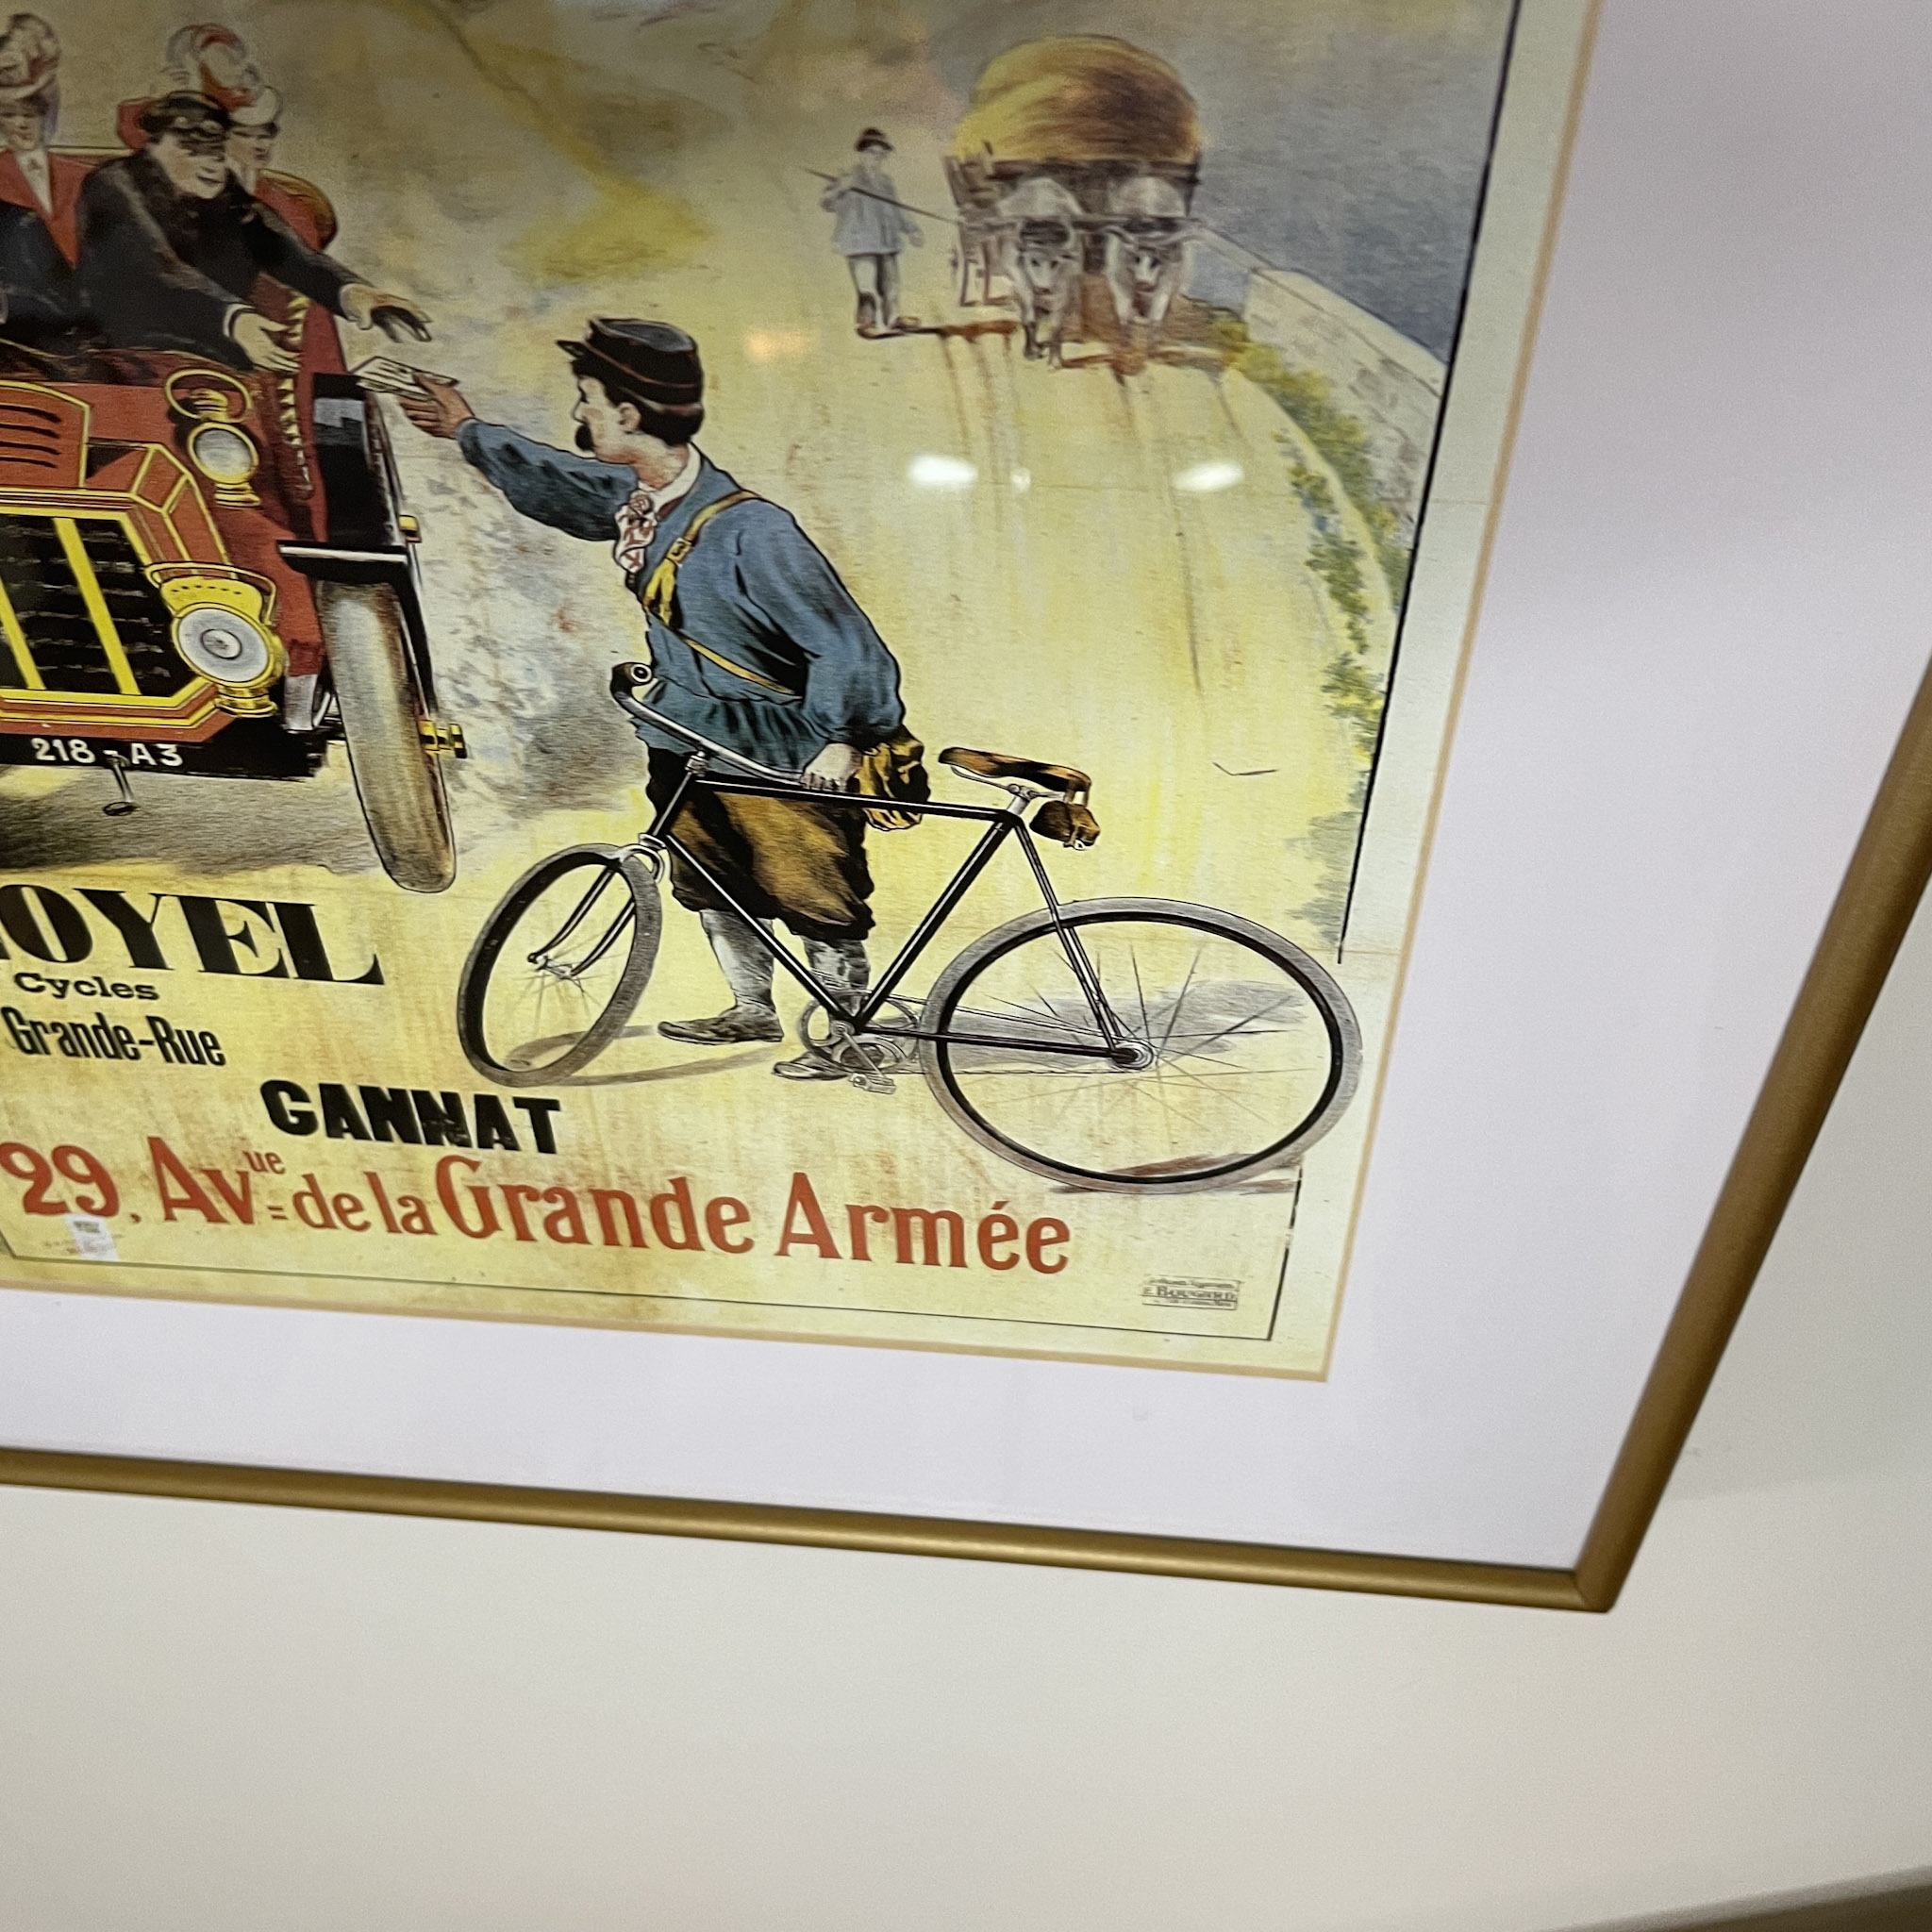 218-A3
OYEL
Cycles
Grande-Rue
GANNAT
29, Avue de la Grande Armée